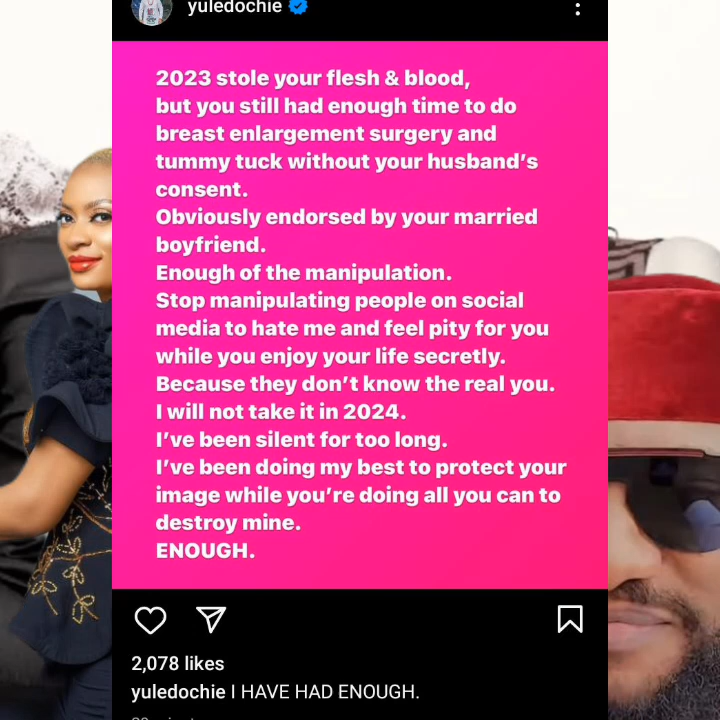 yuledochie
2023 stole your flesh & blood,
but you still had enough time to do
breast enlargement surgery and
tummy tuck without your husband's
consent.
Obviously endorsed by your married
boyfriend.
Enough of the manipulation.
Stop manipulating people on social
media to hate me and feel pity for you
while you enjoy your life secretly.
Because they don't know the real you.
I will not take it in 2024.
I've been silent for too long.
I've been doing my best to protect your
image while you're doing all you can to
destroy mine.
ENOUGH.
2,078 likes
yuledochie I HAVE HAD ENOUGH.